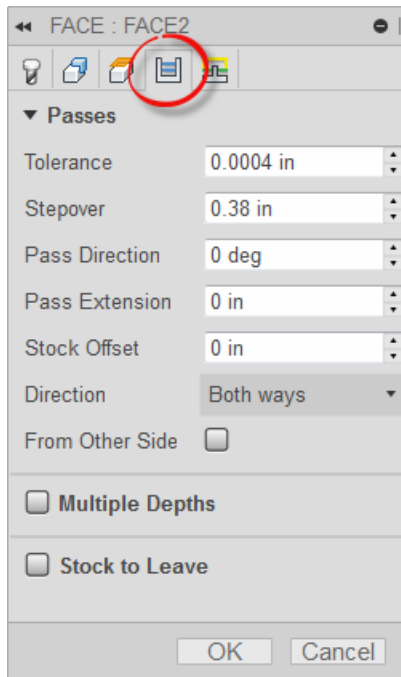 FACE : FACE2
Passes
Tolerance 0.0004 in
Stepover 0.38 in
Pass Direction 0 deg
Pass Extension 0 in
Stock Offset 0 in
Direction Both ways
From Other Side
Multiple Depths
Stock to Leave
OK Cancel